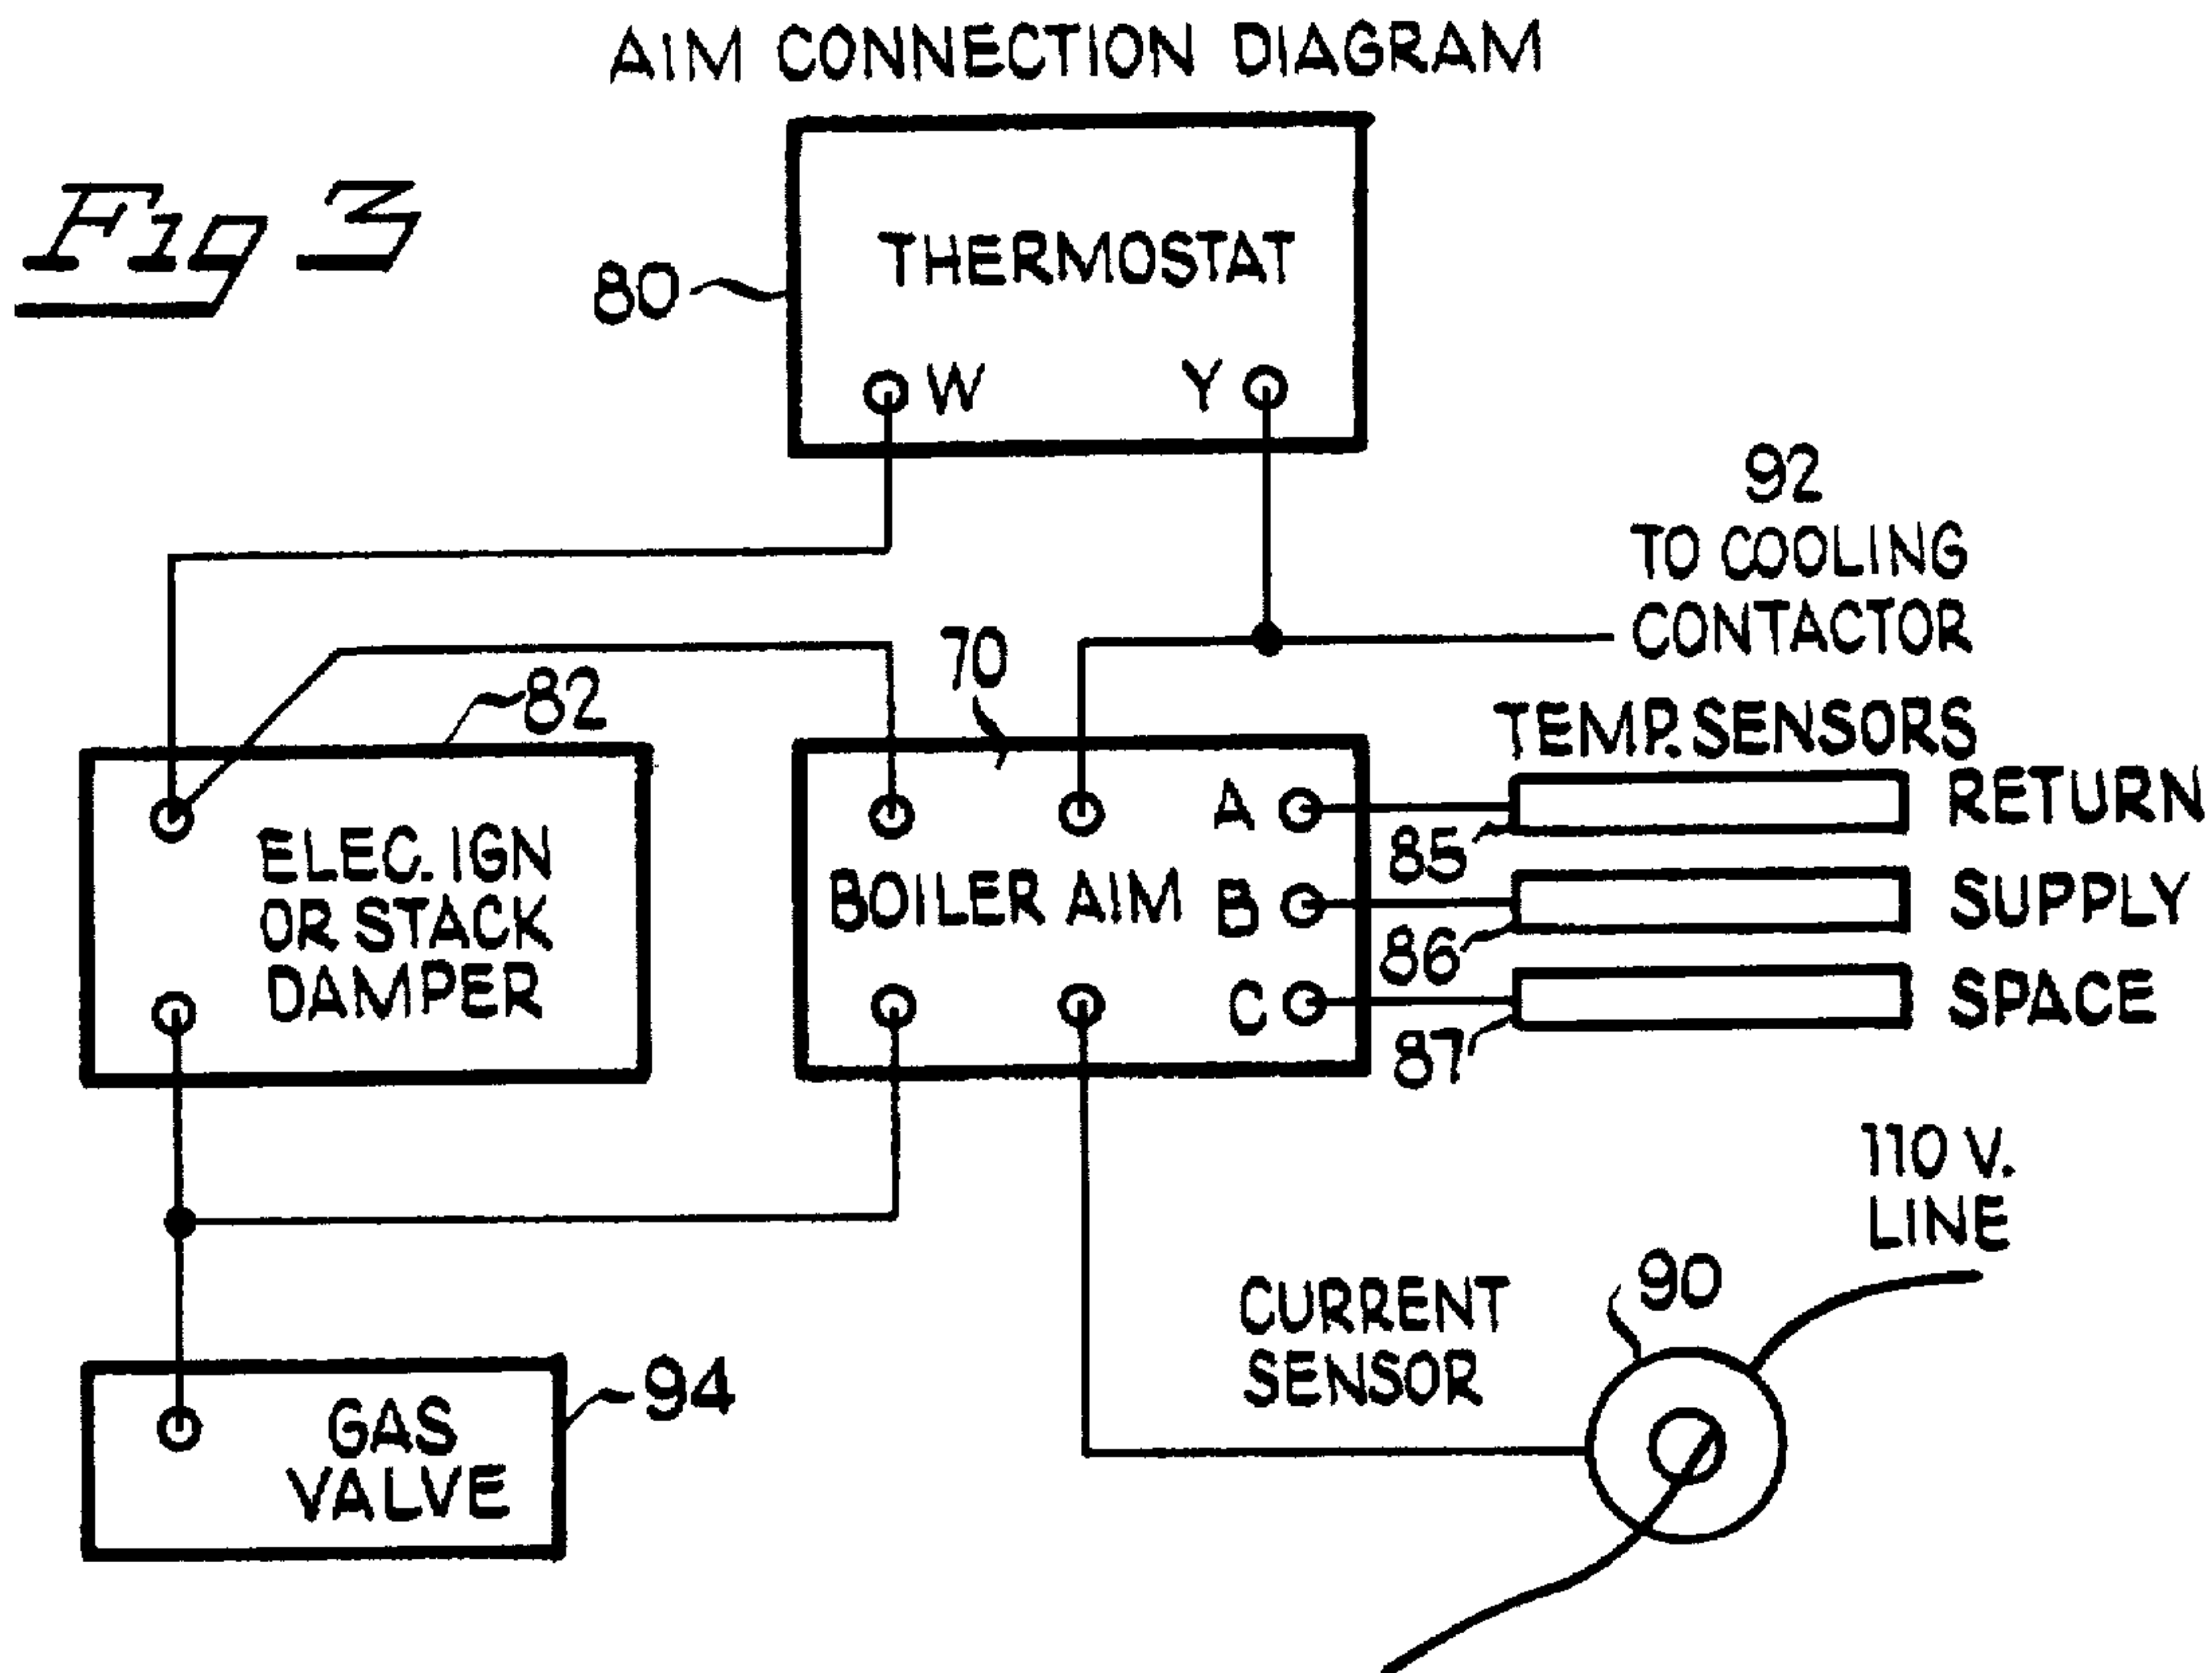 AIM CONNECTION DIAGRAM
Fig 3
THERMOSTAT
80
W Y
92
TO COOLING
CONTACTOR
70
82
TEMP. SENSORS
RETURN
A
85
ELEC. IGN
OR STACK
DAMPER
BOILER AIM
B
SUPPLY
86
C
SPACE
87
110 V.
LINE
90
CURRENT
SENSOR
94
GAS
VALVE